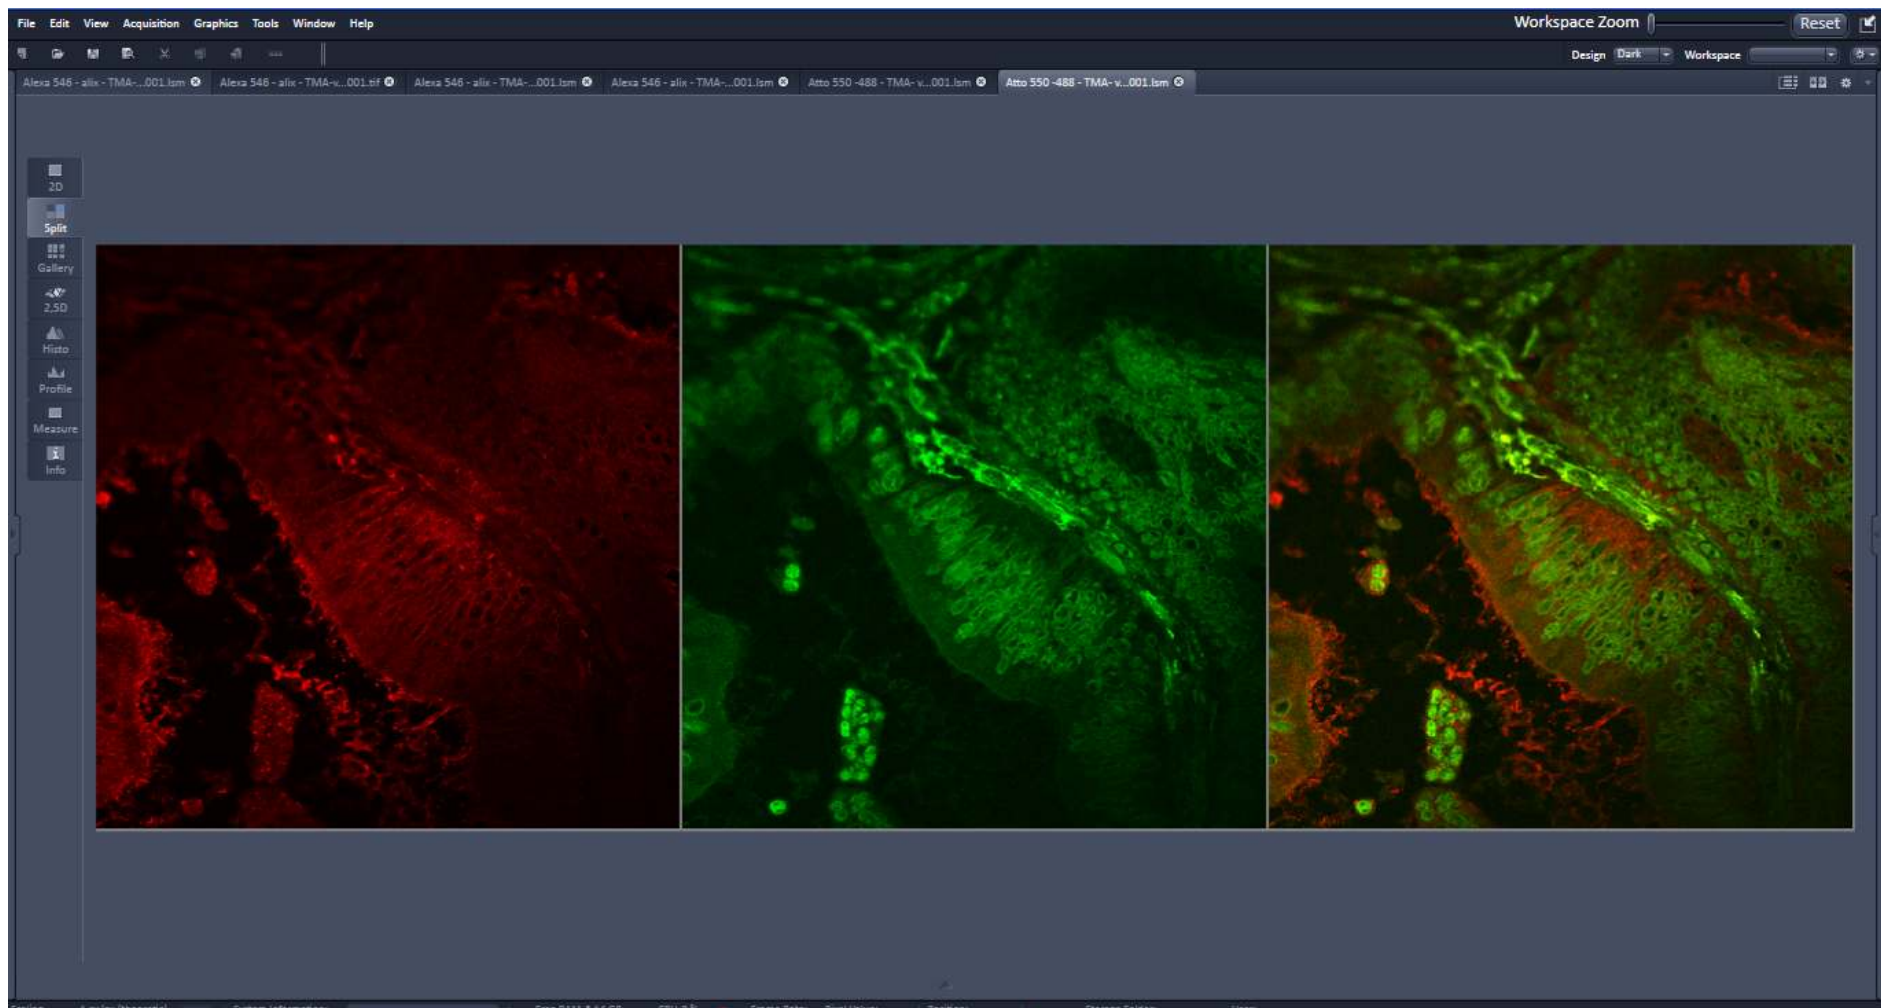 File Edit View Acquisition Graphics Tools Window Help
Workspace Zoom Reset
Design Dark Workspace
Alexa 546 - alix - TMA-...001.lsm Alexa 546 - alix - TMA-v...001.tif Alexa 546 - alix - TMA-...001.lsm Alexa 546 - alix - TMA-...001.lsm Atto 550 -488 - TMA- v...001.lsm Atto 550 -488 - TMA- v...001.lsm
2D
Split
Gallery
2,5D
Histo
Profile
Measure
Info